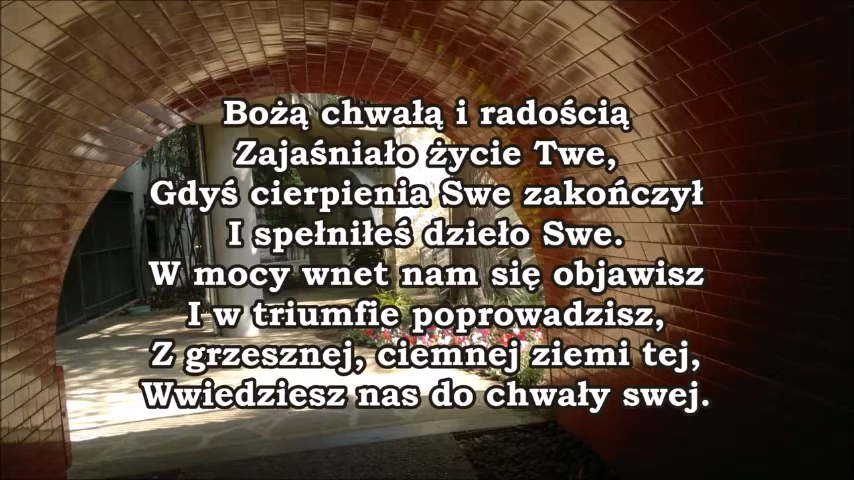 Bożą chwałą i radością
Zajaśniało życie Twe,
Gdyś cierpienia Swe zakończył
I spełniłeś dzieło Swe.
W mocy wnet nam się objawisz
I w triumfie poprowadzisz,
Z grzesznej, ciemnej ziemi tej,
Wwiedziesz nas do chwały swej.